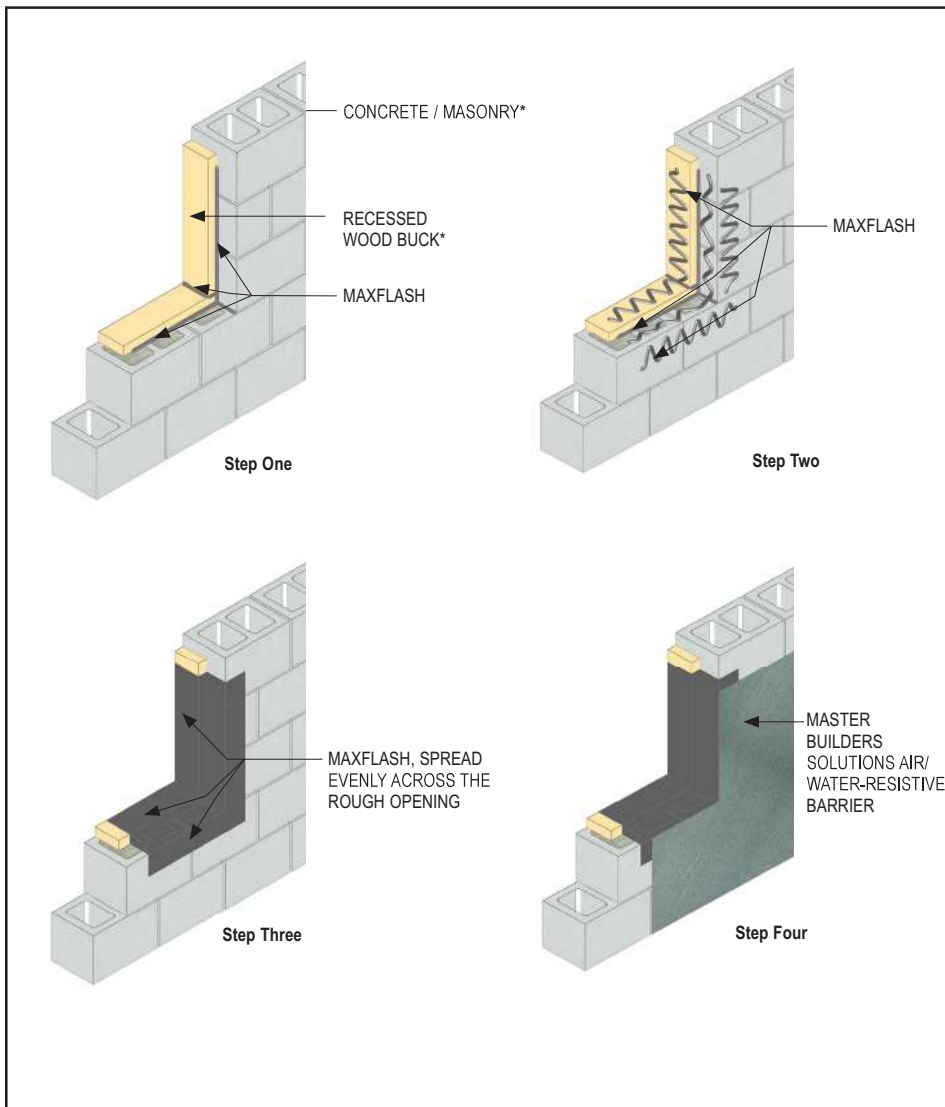 CONCRETE / MASONRY*
RECESSED
WOOD BUCK*
MAXFLASH
Step One
MAXFLASH
Step Two
MAXFLASH, SPREAD
EVENLY ACROSS THE
ROUGH OPENING
Step Three
MASTER
BUILDERS
SOLUTIONS AIR/
WATER-RESISTIVE
BARRIER
Step Four